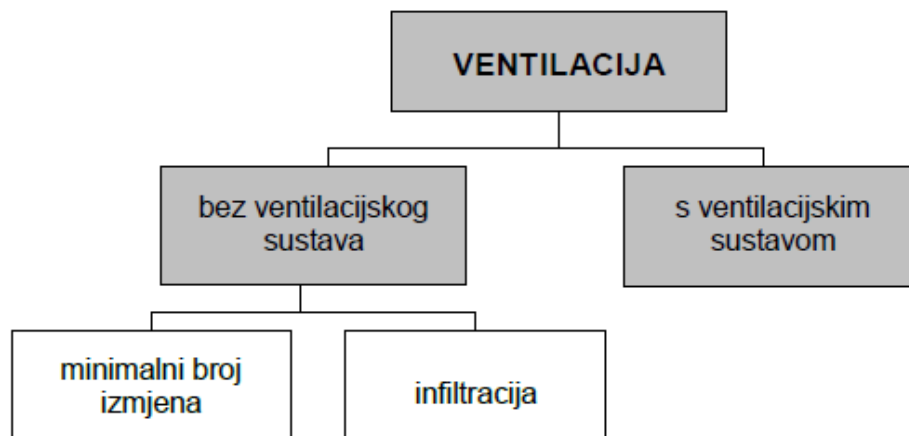 VENTILACIJA
bez ventilacijskog
sustava
s ventilacijskim
sustavom
minimalni broj
izmjena
infiltracija